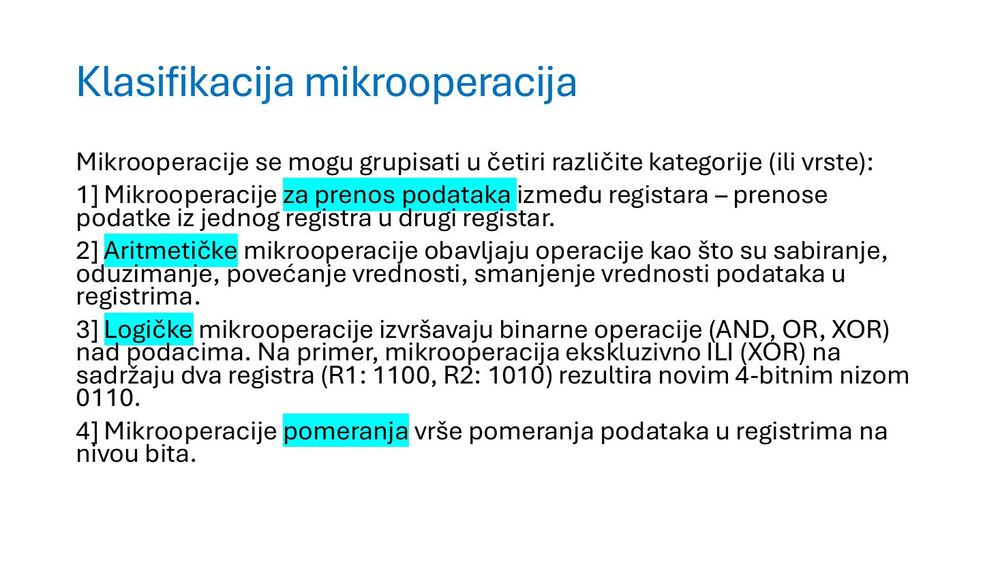 Klasifikacija mikrooperacija
Mikrooperacije se mogu grupisati u četiri različite kategorije (ili vrste):
1] Mikrooperacije za prenos podataka između registara – prenose
podatke iz jednog registra u drugi registar.
2] Aritmetičke mikrooperacije obavljaju operacije kao što su sabiranje,
oduzimanje, povećanje vrednosti, smanjenje vrednosti podataka u
registrima.
3] Logičke mikrooperacije izvršavaju binarne operacije (AND, OR, XOR)
nad podacima. Na primer, mikrooperacija ekskluzivno ILI (XOR) na
sadržaju dva registra (R1: 1100, R2: 1010) rezultira novim 4-bitnim nizom
0110.
4] Mikrooperacije pomeranja vrše pomeranja podataka u registrima na
nivou bita.